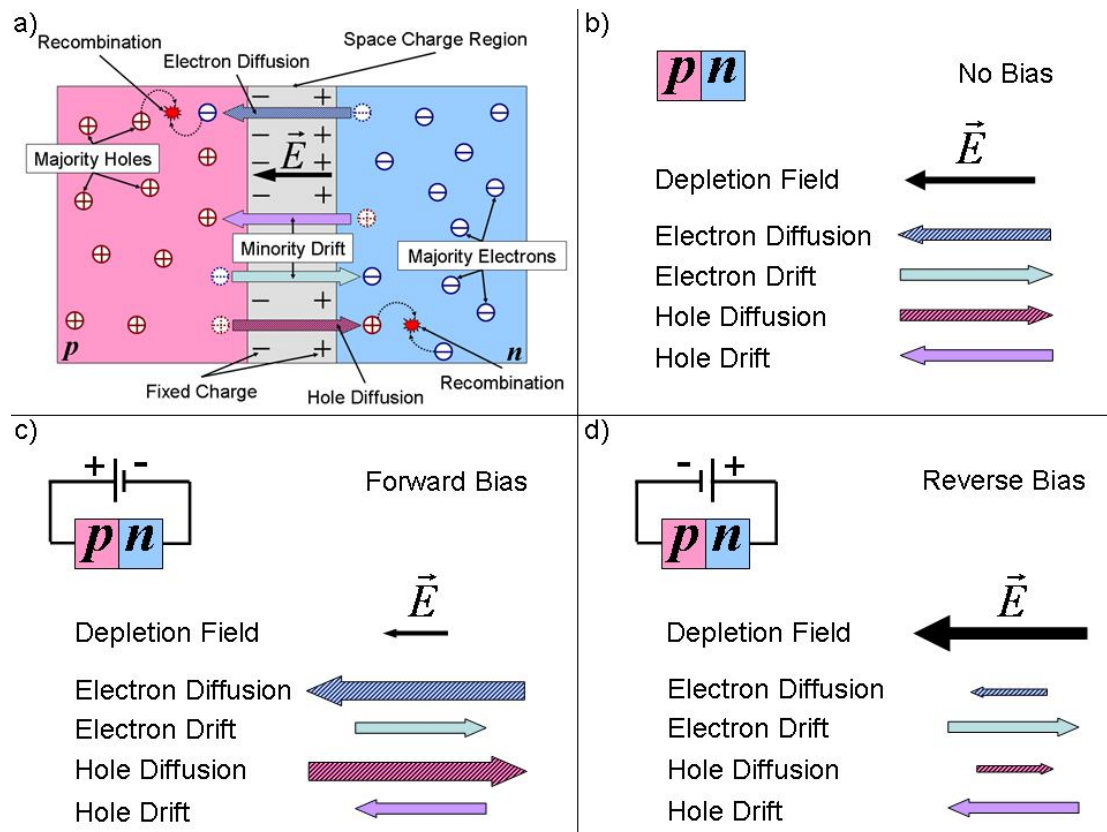 a)
Recombination
Electron Diffusion
Space Charge Region
Majority Holes
E
Minority Drift
Majority Electrons
p
n
Fixed Charge
Hole Diffusion
Recombination
b)
p n
No Bias
E
Depletion Field
Electron Diffusion
Electron Drift
Hole Diffusion
Hole Drift
c)
+ -
p n
Forward Bias
E
Depletion Field
Electron Diffusion
Electron Drift
Hole Diffusion
Hole Drift
d)
- +
p n
Reverse Bias
E
Depletion Field
Electron Diffusion
Electron Drift
Hole Diffusion
Hole Drift